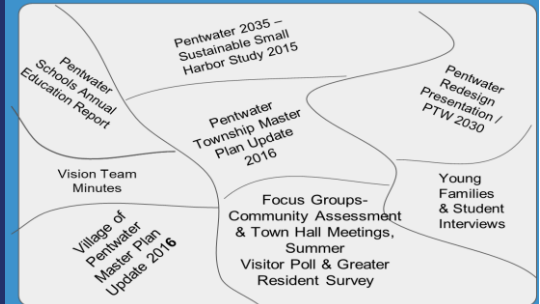 Pentwater
Schools Annual
Education Report
Pentwater 2035 –
Sustainable Small
Harbor Study 2015
Pentwater
Redesign
Presentation /
PTW 2030
Pentwater
Township Master
Plan Update
2016
Vision Team
Minutes
Young
Families
& Student
Interviews
Village of
Pentwater
Master Plan
Update 2016
Focus Groups-
Community Assessment
& Town Hall Meetings,
Summer
Visitor Poll & Greater
Resident Survey